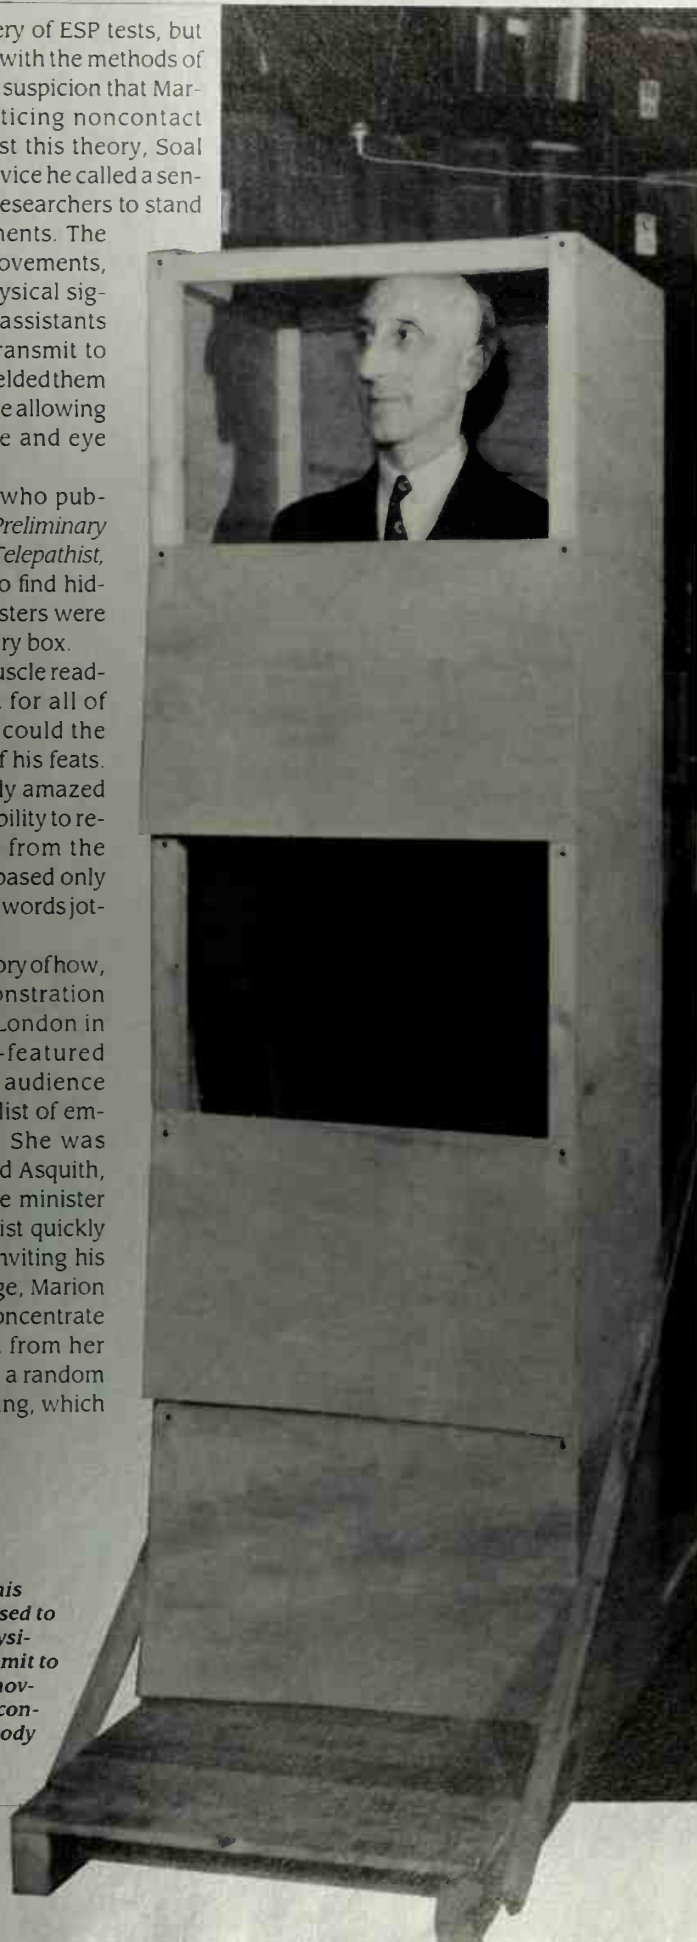 ery of ESP tests, but
with the methods of
suspicion that Mar-
ticing noncontact
st this theory, Soal
vice he called a sen-
esearchers to stand
nents. The
ovements,
ysical sig-
assistants
ransmit to
elded them
e allowing
e and eye
who pub-
Preliminary
Telepathist,
o find hid-
sters were
ry box.
uscle read-
for all of
could the
f his feats.
ly amazed
bility to re-
from the
based only
words jot-
ory of how,
onstration
London in
-featured
audience
list of em-
She was
d Asquith,
e minister
ist quickly
nviting his
ge, Marion
oncentrate
from her
a random
ng, which
his
sed to
ysi-
mit to
nov-
con-
ody